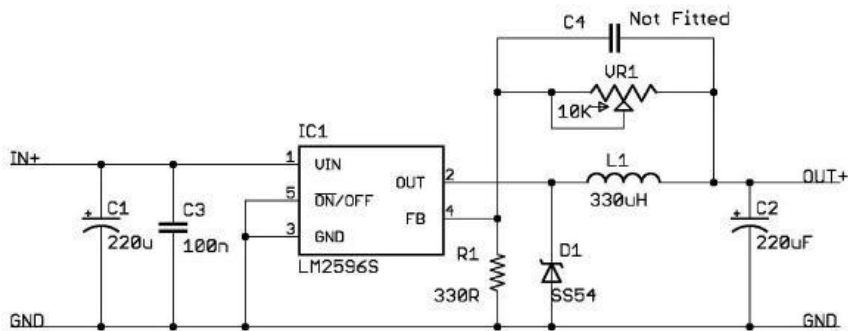 C4 Not Fitted
VR1
10K
IC1
IN+
1 VIN
L1
OUT 2
OUT+
5 ON/OFF
330uH
C1
C3
FB 4
C2
3 GND
220u
100n
R1
D1
220uF
LM2596S
330R
SS54
GND
GND